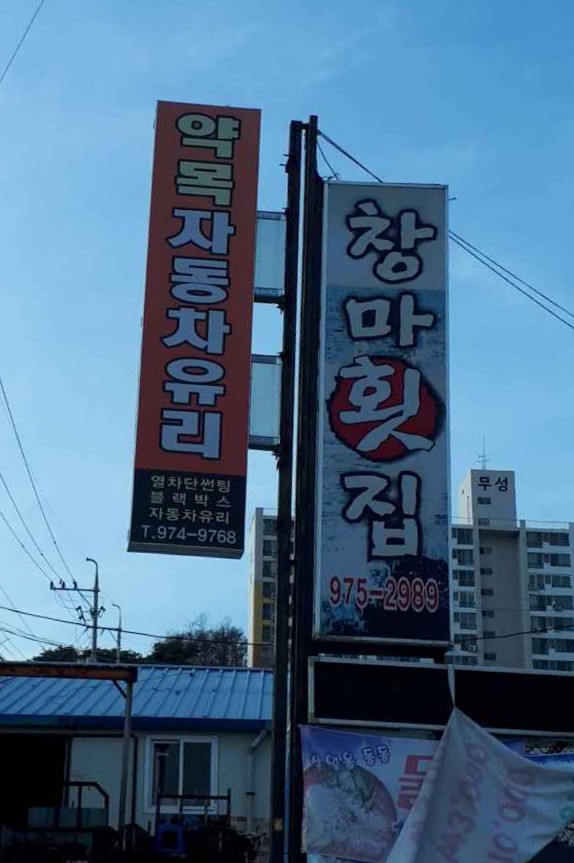 약목자동차유리
열차단썬팅
블랙박스
자동차유리
T.974-9768
창마횟집
975-2989
무성